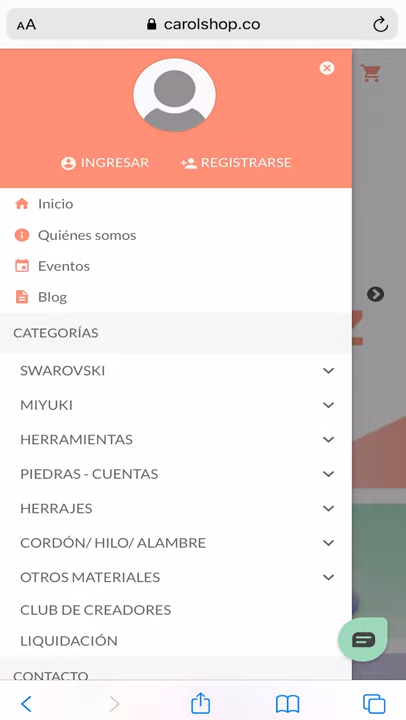 AA carolshop.co
INGRESAR REGISTRARSE
Inicio
Quiénes somos
Eventos
Blog
CATEGORÍAS
SWAROVSKI
MIYUKI
HERRAMIENTAS
PIEDRAS - CUENTAS
HERRAJES
CORDÓN/ HILO/ ALAMBRE
OTROS MATERIALES
CLUB DE CREADORES
LIQUIDACIÓN
CONTACTO